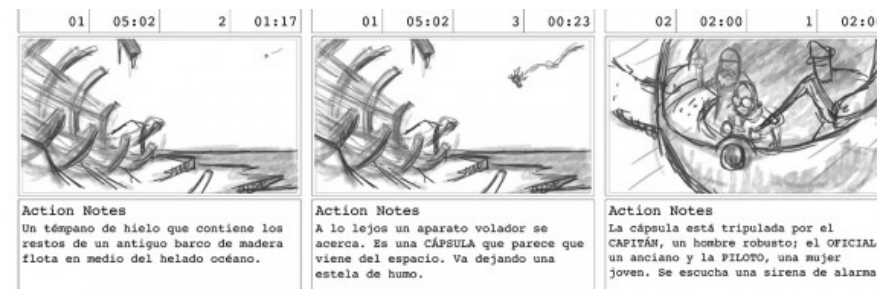 01 05:02 2 01:17
Action Notes
Un témpano de hielo que contiene los
restos de un antiguo barco de madera
flota en medio del helado océano.
01 05:02 3 00:23
Action Notes
A lo lejos un aparato volador se
acerca. Es una CÁPSULA que parece que
viene del espacio. Va dejando una
estela de humo.
02 02:00 1
Action Notes
La cápsula está tripulada por el
CAPITÁN, un hombre robusto; el OFICIAL
un anciano y la PILOTO, una mujer
joven. Se escucha una sirena de alarma